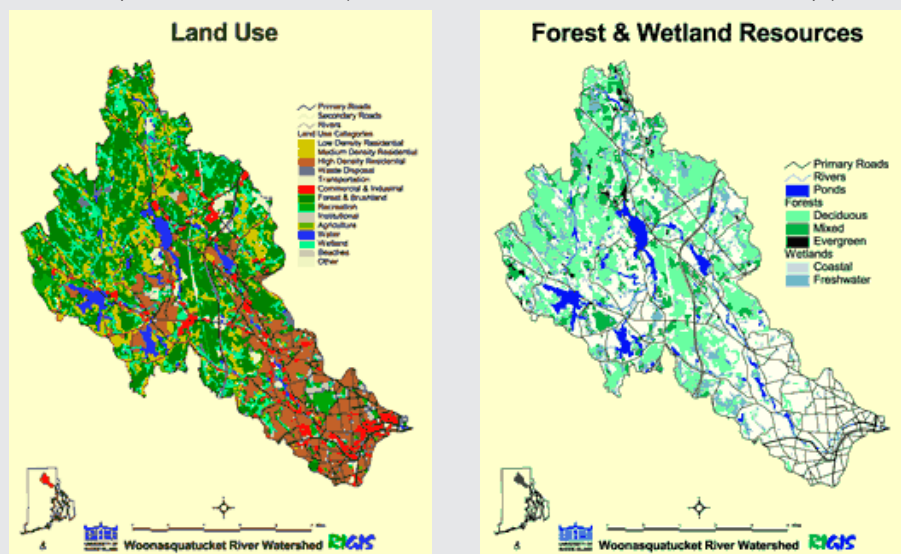 Land Use
Primary Roads
Secondary Roads
Rivers
Land Use Categories
Low Density Residential
Medium Density Residential
High Density Residential
Waste Disposal
Transportation
Commercial & Industrial
Forest & Brushland
Recreation
Institutional
Agriculture
Water
Wetland
Beaches
Other
Woonasquatucket River Watershed RIGIS
Forest & Wetland Resources
Primary Roads
Rivers
Ponds
Forests
Deciduous
Mixed
Evergreen
Wetlands
Coastal
Freshwater
Woonasquatucket River Watershed RIGIS